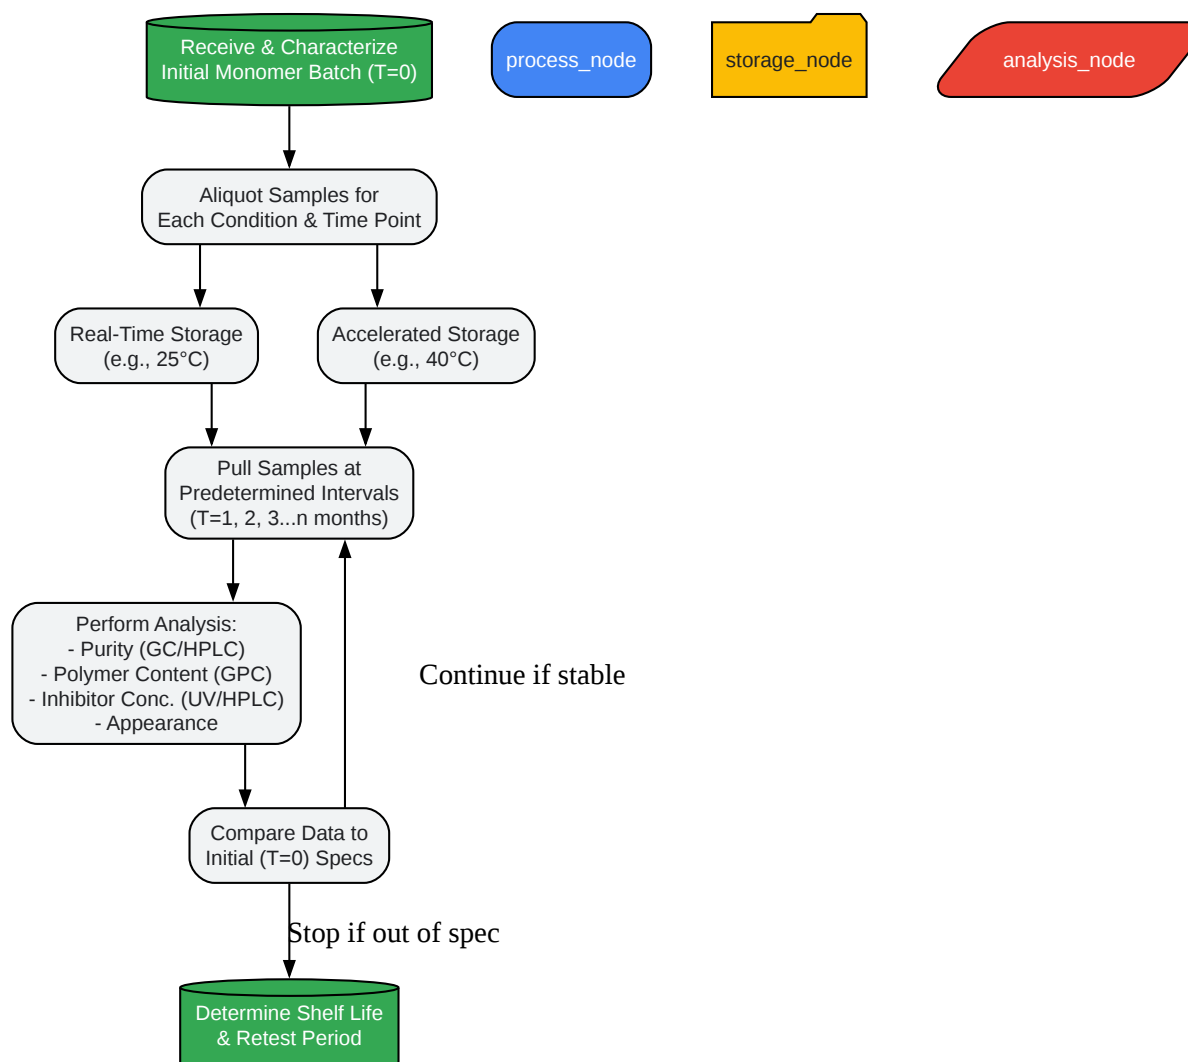 Receive & Characterize
Initial Monomer Batch (T=0)
process_node
storage_node
analysis_node
Aliquot Samples for
Each Condition & Time Point
Real-Time Storage
(e.g., 25°C)
Accelerated Storage
(e.g., 40°C)
Pull Samples at
Predetermined Intervals
(T=1, 2, 3...n months)
Perform Analysis:
- Purity (GC/HPLC)
- Polymer Content (GPC)
- Inhibitor Conc. (UV/HPLC)
- Appearance
Continue if stable
Compare Data to
Initial (T=0) Specs
Stop if out of spec
Determine Shelf Life
& Retest Period